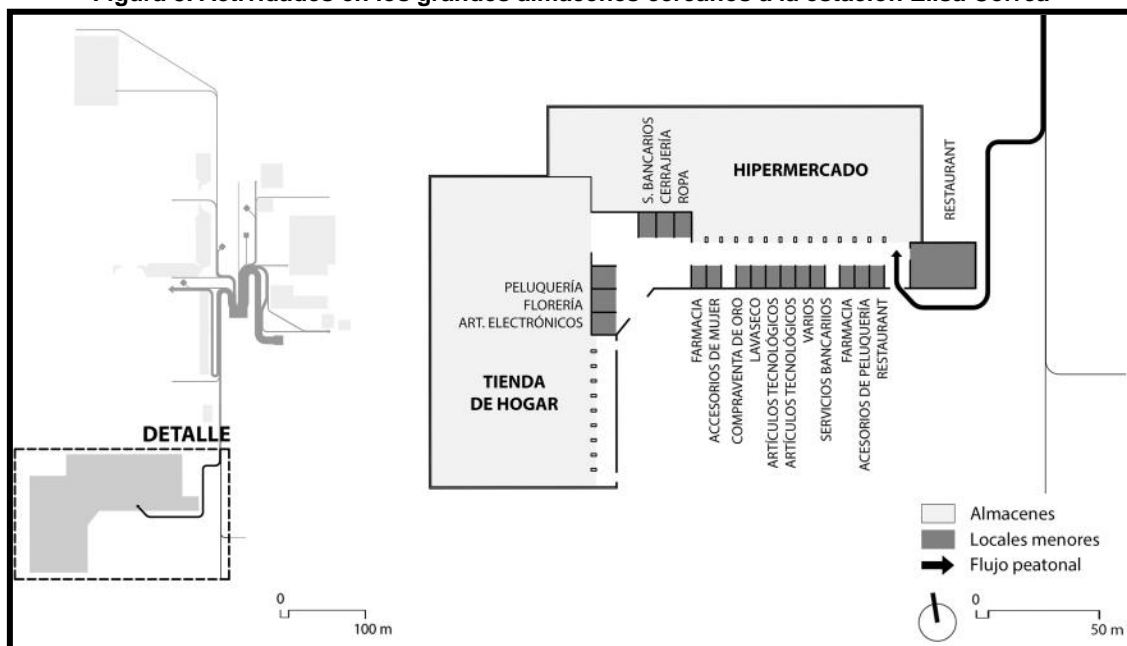 Figura Actividades en los grandes almacenes cercanos a la estación Elisa Correa
S. BANCARIOS
CERRAJERÍA
ROPA
HIPERMERCADO
RESTAURANT
PELUQUERÍA
FLORERÍA
ART. ELECTRÓNICOS
TIENDA
DE HOGAR
FARMACIA
ACCESORIOS DE MUJER
COMPRAVENTA DE ORO
LAVASECO
ARTÍCULOS TECNOLÓGICOS
ARTÍCULOS TECNOLÓGICOS
VARIOS
SERVICIOS BANCARIIOS
FARMACIA
ACESORIOS DE PELUQUERÍA
RESTAURANT
DETALLE
Almacenes
Locales menores
Flujo peatonal
0
100 m
0
50 m